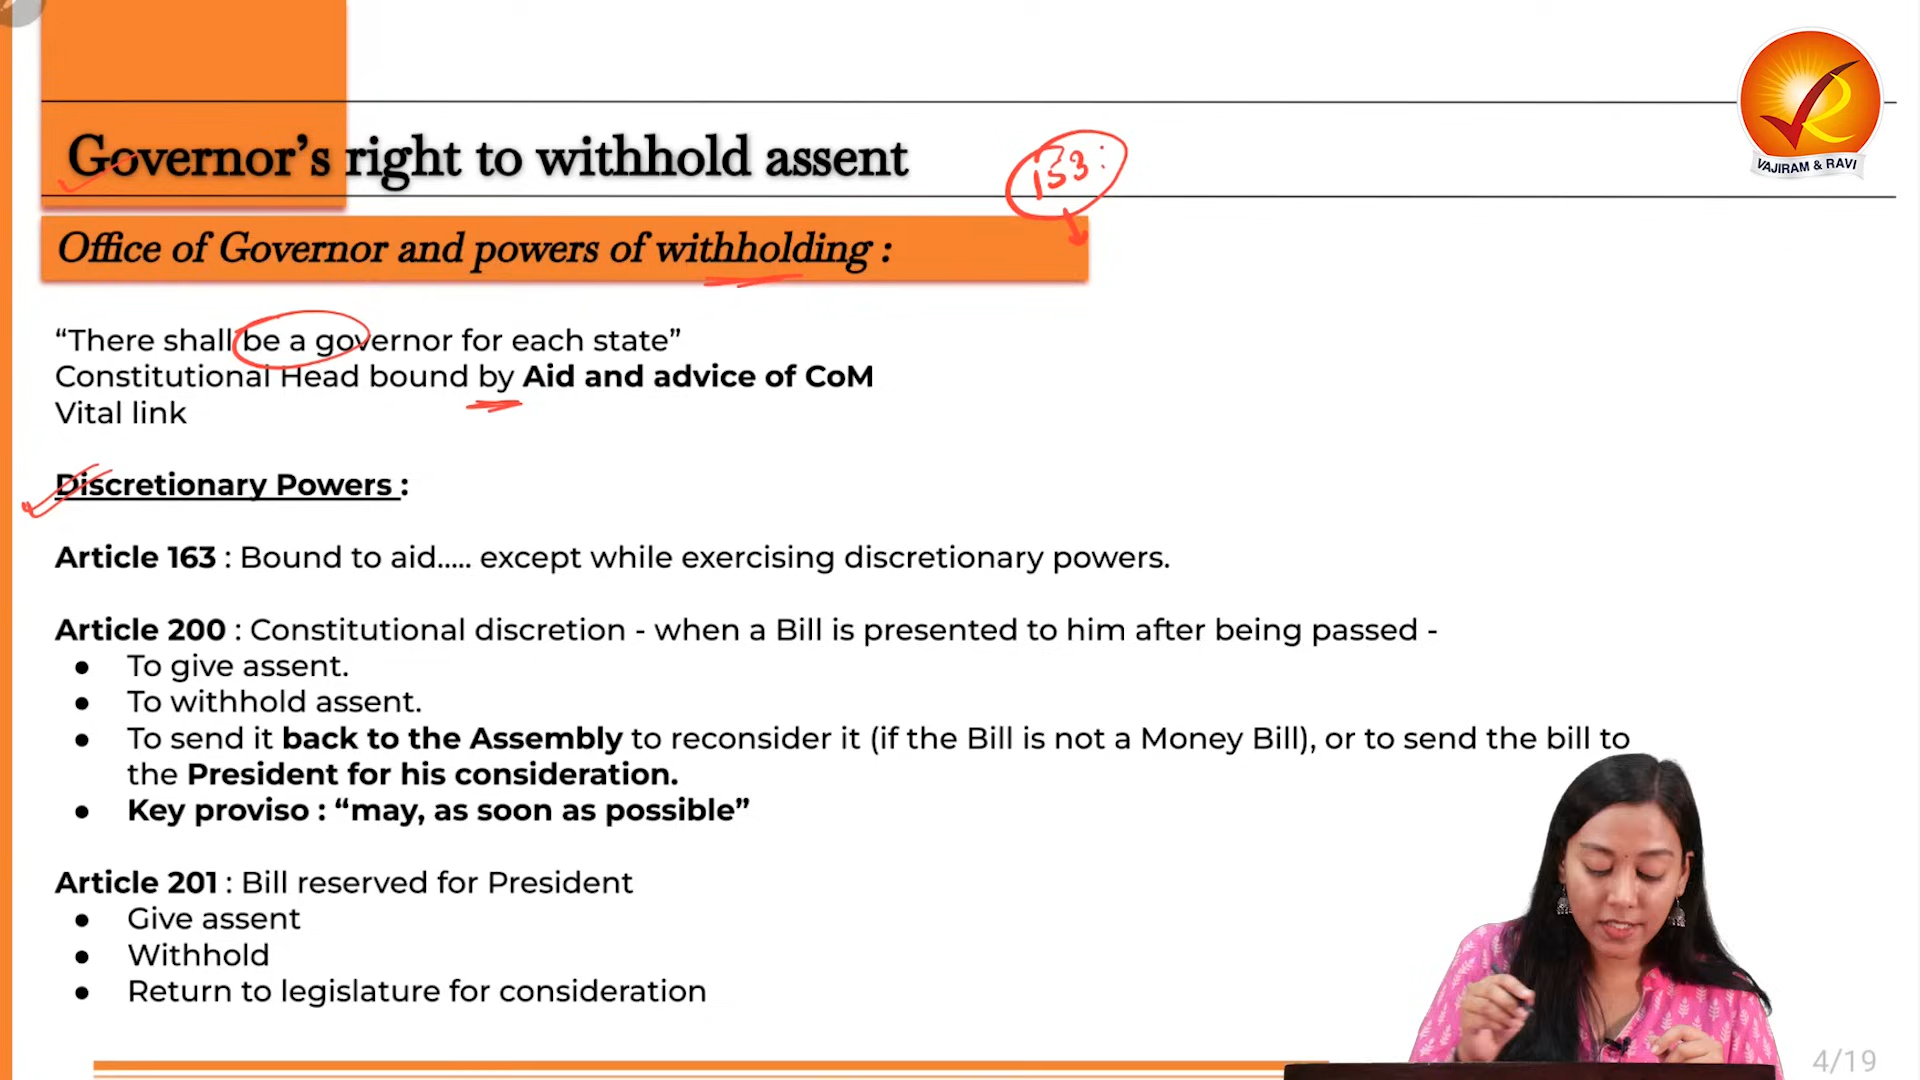 VAJIRAM & RAVI
Governor’s right to withhold assent
153:
Office of Governor and powers of withholding :
“There shall be a governor for each state”
Constitutional Head bound by Aid and advice of CoM
Vital link
Discretionary Powers :
Article 163 : Bound to aid..... except while exercising discretionary powers.
Article 200 : Constitutional discretion - when a Bill is presented to him after being passed -
● To give assent.
● To withhold assent.
● To send it back to the Assembly to reconsider it (if the Bill is not a Money Bill), or to send the bill to
the President for his consideration.
● Key proviso : “may, as soon as possible”
Article 201 : Bill reserved for President
● Give assent
● Withhold
● Return to legislature for consideration
4/19